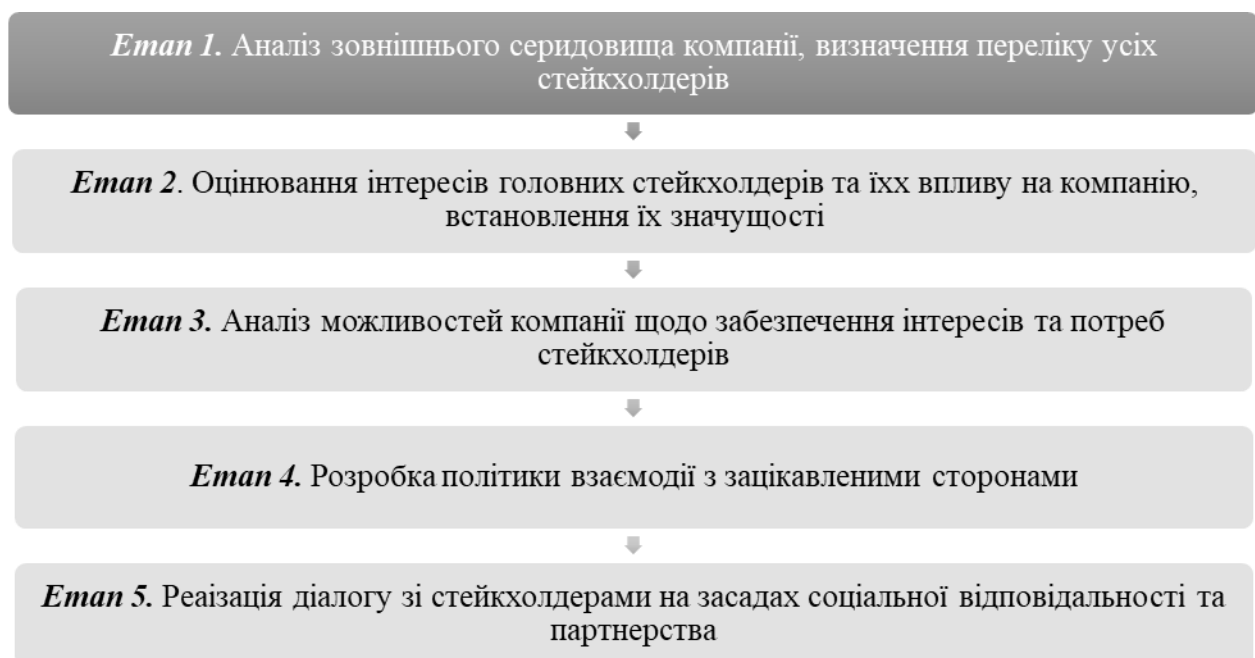 Етап 1. Аналіз зовнішнього серидовища компанії, визначення переліку усіх
стейкхолдерів
Етап 2. Оцінювання інтересів головних стейкхолдерів та їхх впливу на компанію,
встановлення їх значущості
Етап 3. Аналіз можливостей компанії щодо забезпечення інтересів та потреб
стейкхолдерів
Етап 4. Розробка політики взаємодії з зацікавленими сторонами
Етап 5. Реаізація діалогу зі стейкхолдерами на засадах соціальної відповідальності та
партнерства